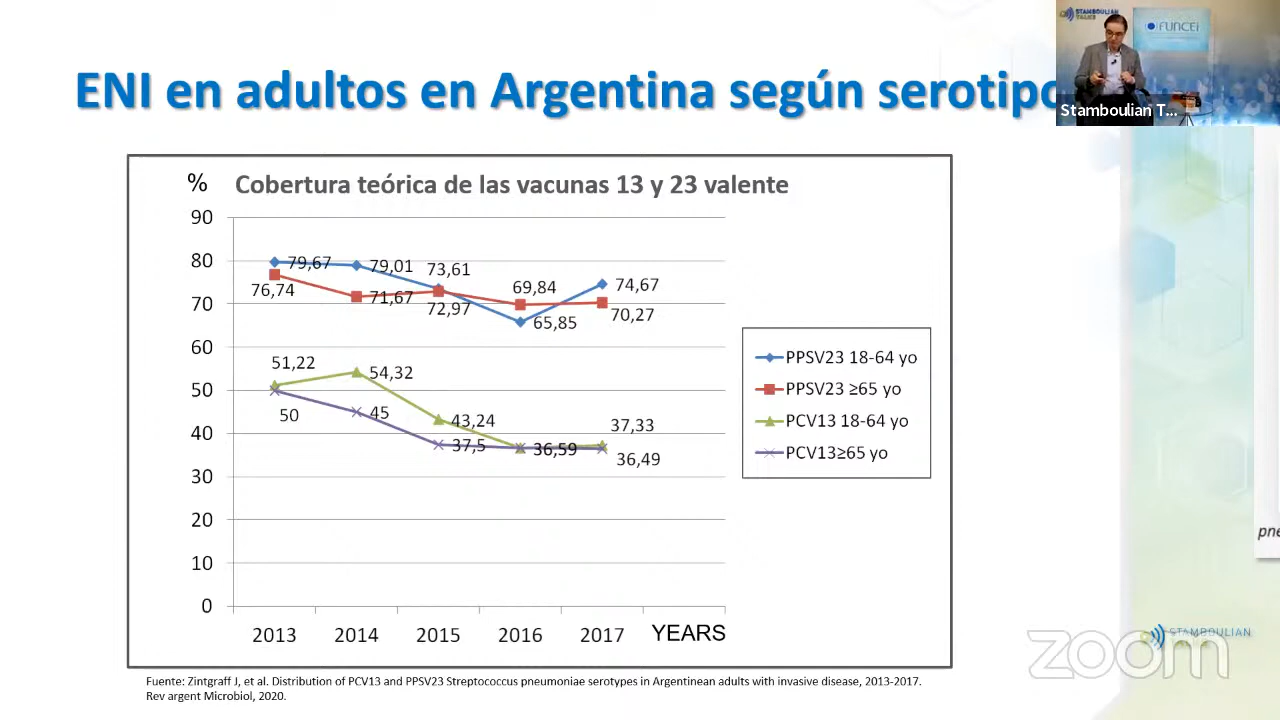 STAMBOULIAN
TALKS
FUNCEI
ENI en adultos en Argentina según serotipo
Stamboulian T...
% Cobertura teórica de las vacunas 13 y 23 valente
90
80
70
60
50
40
30
20
10
0
79,67
79,01
73,61
69,84
74,67
76,74
71,67
72,97
65,85
70,27
51,22
54,32
43,24
37,33
50
45
37,5
36,59
36,49
PPSV23 18-64 yo
PPSV23 ≥65 yo
PCV13 18-64 yo
PCV13≥65 yo
2013 2014 2015 2016 2017 YEARS
Fuente: Zintgraff J, et al. Distribution of PCV13 and PPSV23 Streptococcus pneumoniae serotypes in Argentinean adults with invasive disease, 2013-2017.
Rev argent Microbiol, 2020.
STAMBOULIAN
zoom